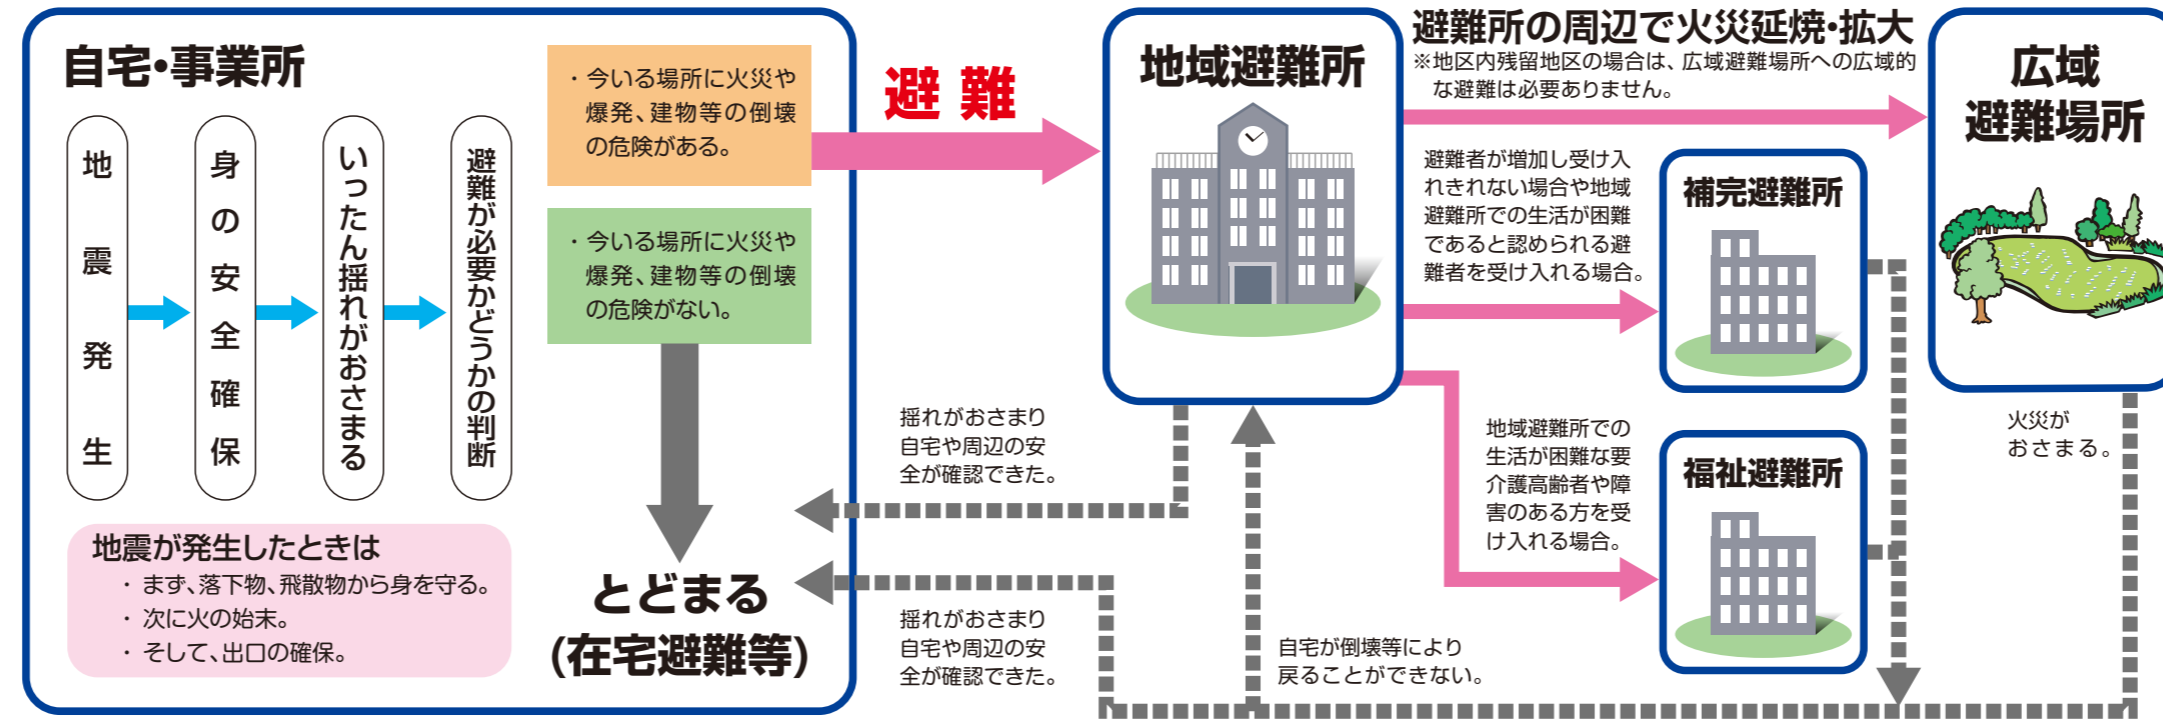 自宅・事業所
地震発生
身の安全確保
いったん揺れがおさまる
避難が必要かどうかの判断
・今いる場所に火災や
爆発、建物等の倒壊
の危険がある。
・今いる場所に火災や
爆発、建物等の倒壊
の危険がない。
地震が発生したときは
・まず、落下物、飛散物から身を守る。
・次に火の始末。
・そして、出口の確保。
とどまる
(在宅避難等)
避難
地域避難所
揺れがおさまり
自宅や周辺の安
全が確認できた。
揺れがおさまり
自宅や周辺の安
全が確認できた。
自宅が倒壊等により
戻ることができない。
避難所の周辺で火災延焼・拡大
※地区内残留地区の場合は、広域避難場所への広域的
な避難は必要ありません。
避難者が増加し受け入
れきれない場合や地域
避難所での生活が困難
であると認められる避
難者を受け入れる場合。
補完避難所
地域避難所での
生活が困難な要
介護高齢者や障
害のある方を受
け入れる場合。
福祉避難所
広域
避難場所
火災が
おさまる。